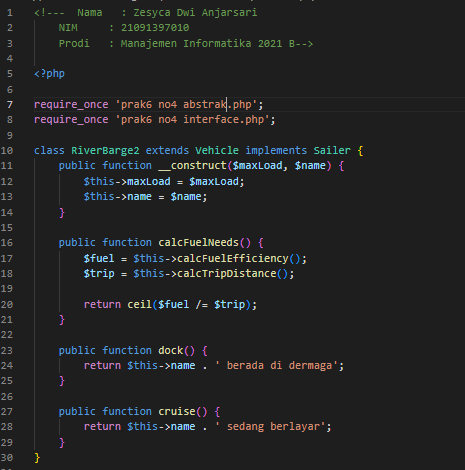 1 <!--- Nama : Zesyca Dwi Anjarsari
2 NIM : 21091397010
3 Prodi : Manajemen Informatika 2021 B-->
4
5 <?php
6
7 require_once 'prak6 no4 abstrak.php';
8 require_once 'prak6 no4 interface.php';
9
10 class RiverBarge2 extends Vehicle implements Sailer {
11 public function __construct($maxLoad, $name) {
12 $this->maxLoad = $maxLoad;
13 $this->name = $name;
14 }
15
16 public function calcFuelNeeds() {
17 $fuel = $this->calcFuelEfficiency();
18 $trip = $this->calcTripDistance();
19
20 return ceil($fuel /= $trip);
21 }
22
23 public function dock() {
24 return $this->name . ' berada di dermaga';
25 }
26
27 public function cruise() {
28 return $this->name . ' sedang berlayar';
29 }
30 }